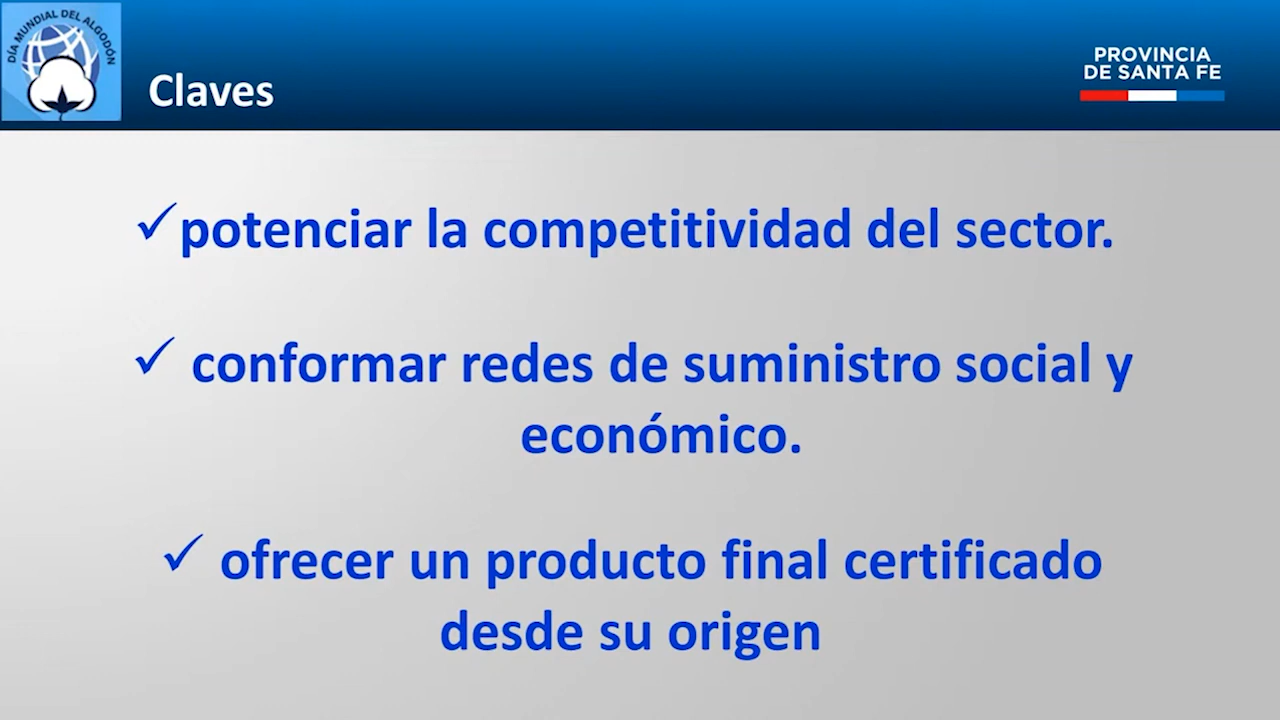 DÍA MUNDIAL DEL ALGODÓN
Claves
PROVINCIA
DE SANTA FE
✓potenciar la competitividad del sector.
✓ conformar redes de suministro social y
económico.
✓ ofrecer un producto final certificado
desde su origen